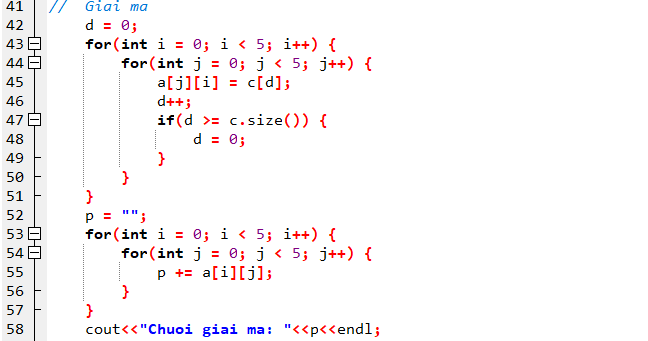 41 // Giai ma
42 d = 0;
43 for(int i = 0; i < 5; i++) {
44 for(int j = 0; j < 5; j++) {
45 a[j][i] = c[d];
46 d++;
47 if(d >= c.size()) {
48 d = 0;
49 }
50 }
51 }
52 p = "";
53 for(int i = 0; i < 5; i++) {
54 for(int j = 0; j < 5; j++) {
55 p += a[i][j];
56 }
57 }
58 cout<<"Chuoi giai ma: "<<p<<endl;